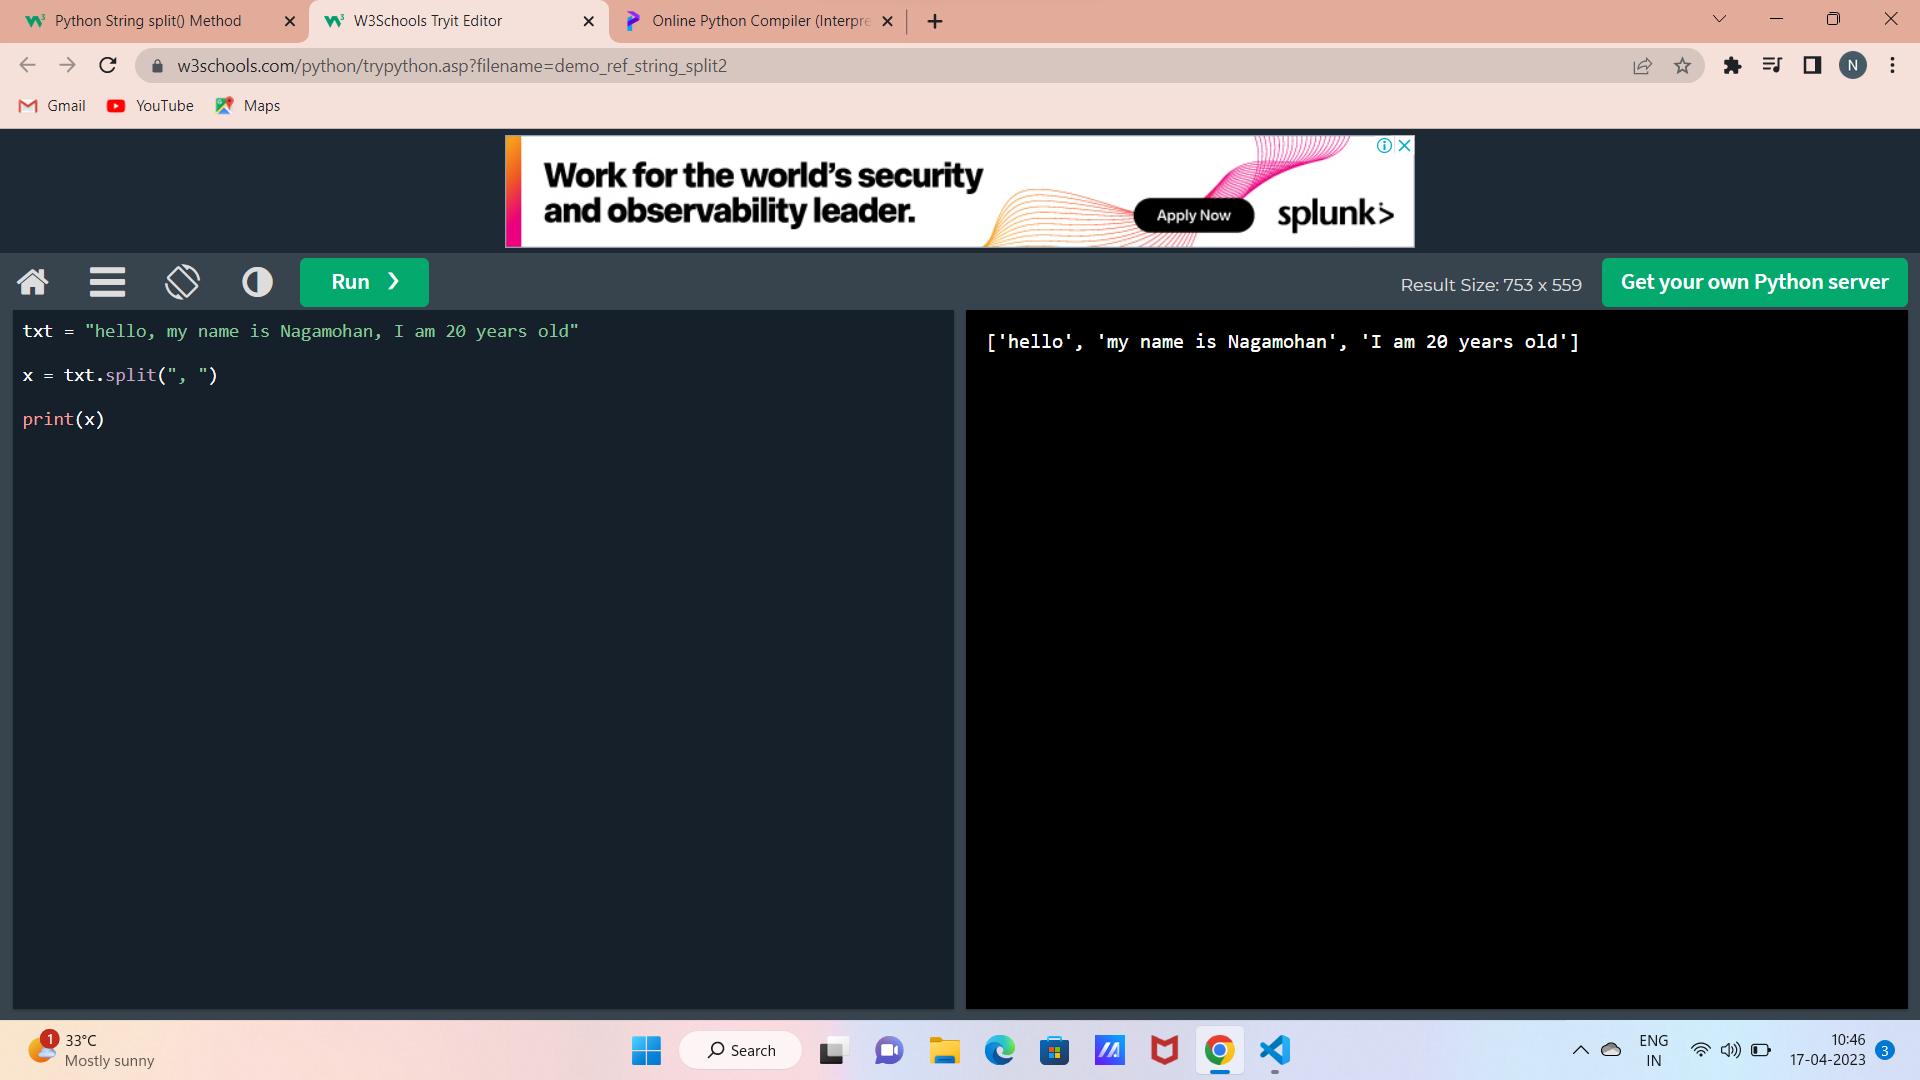 Python String split() Method
W3Schools Tryit Editor
Online Python Compiler (Interpre
w3schools.com/python/trypython.asp?filename=demo_ref_string_split2
N
Gmail
YouTube
Maps
Work for the world's security
and observability leader.
Apply Now
splunk>
Run ❯
Result Size: 753 x 559
Get your own Python server
txt = "hello, my name is Nagamohan, I am 20 years old"
x = txt.split(", ")
print(x)
['hello', 'my name is Nagamohan', 'I am 20 years old']
1
33°C
Mostly sunny
Search
ENG
IN
10:46
17-04-2023
3